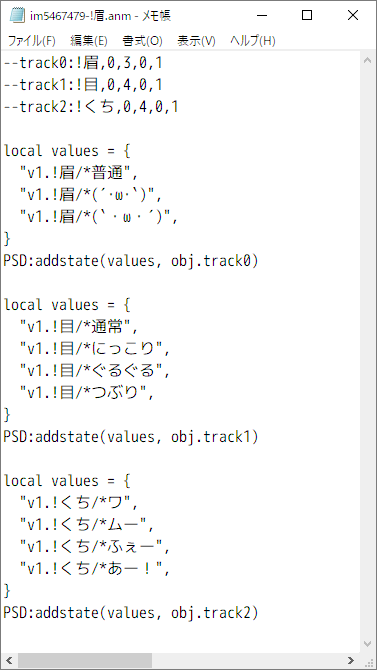 im5467479-!眉.anm - メモ帳
ファイル(F) 編集(E) 書式(O) 表示(V) ヘルプ(H)
--track0:!眉,0,3,0,1
--track1:!目,0,4,0,1
--track2:!くち,0,4,0,1
local values = {
"v1.!眉/*普通",
"v1.!眉/*(´･ω･`)",
"v1.!眉/*(`・ω・´)",
}
PSD:addstate(values, obj.track0)
local values = {
"v1.!目/*通常",
"v1.!目/*にっこり",
"v1.!目/*ぐるぐる",
"v1.!目/*つぶり",
}
PSD:addstate(values, obj.track1)
local values = {
"v1.!くち/*ワ",
"v1.!くち/*ムー",
"v1.!くち/*ふぇー",
"v1.!くち/*あー！",
}
PSD:addstate(values, obj.track2)